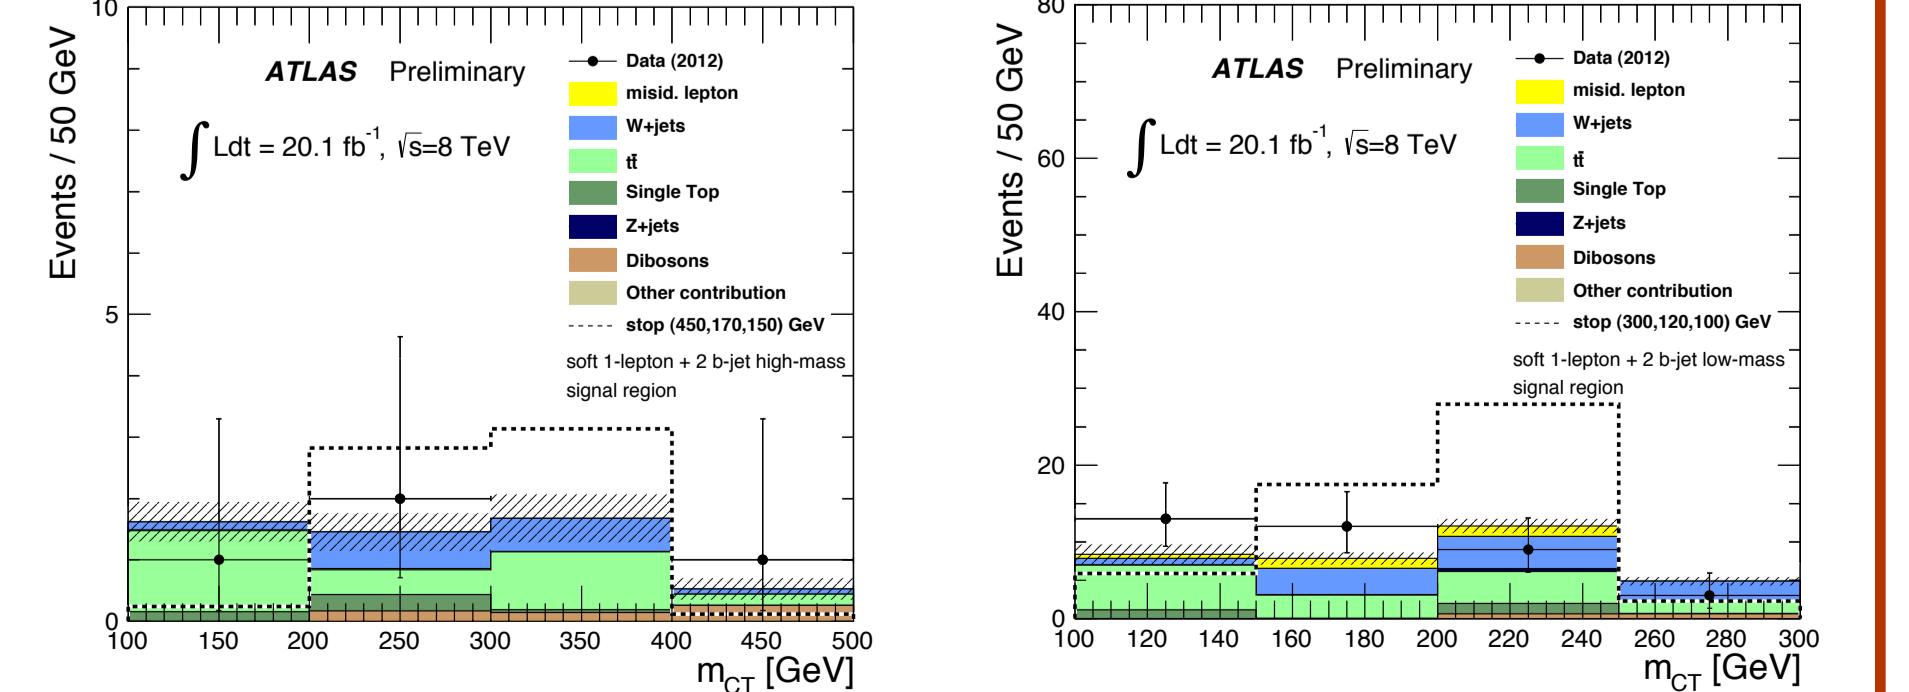 10
Events / 50 GeV
ATLAS Preliminary
∫ Ldt = 20.1 fb⁻¹, √s=8 TeV
Data (2012)
misid. lepton
W+jets
tt̄
Single Top
Z+jets
Dibosons
Other contribution
stop (450,170,150) GeV
soft 1-lepton + 2 b-jet high-mass
signal region
5
0
100 150 200 250 300 350 400 450 500
m_CT [GeV]
80
Events / 50 GeV
ATLAS Preliminary
∫ Ldt = 20.1 fb⁻¹, √s=8 TeV
Data (2012)
misid. lepton
W+jets
tt̄
Single Top
Z+jets
Dibosons
Other contribution
stop (300,120,100) GeV
soft 1-lepton + 2 b-jet low-mass
signal region
60
40
20
0
100 120 140 160 180 200 220 240 260 280 300
m_CT [GeV]